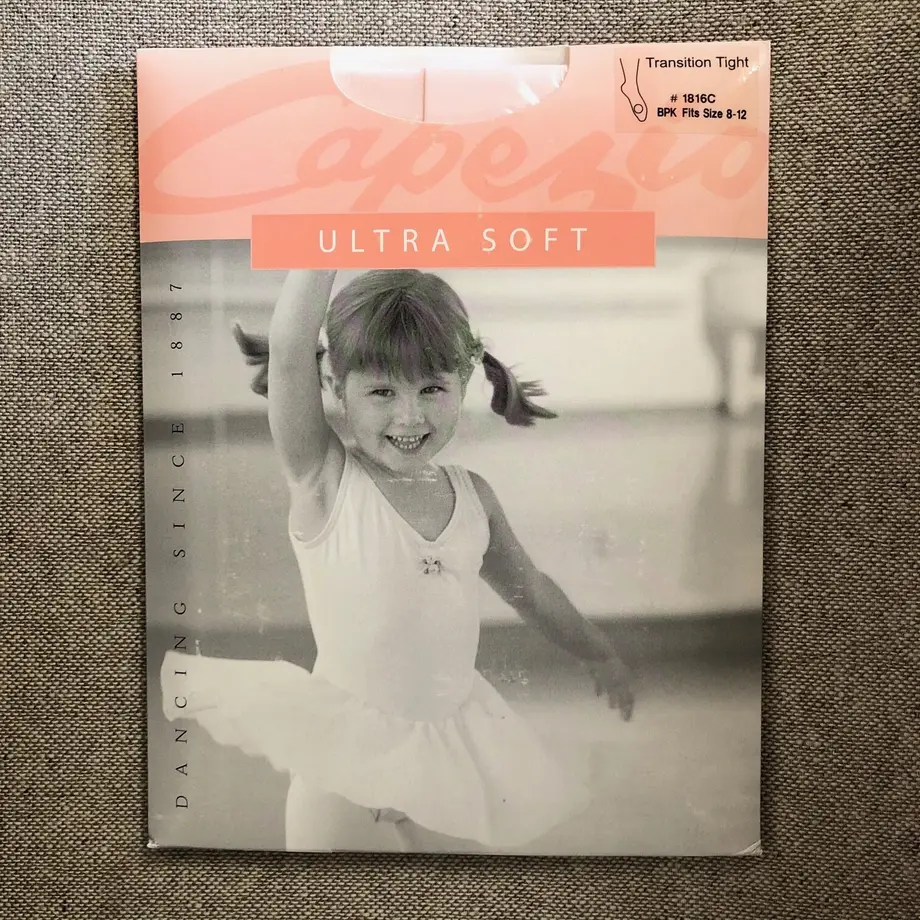 Capezio
Transition Tight
# 1816C
BPK Fits Size 8-12
ULTRA SOFT
DANCING SINCE 1887